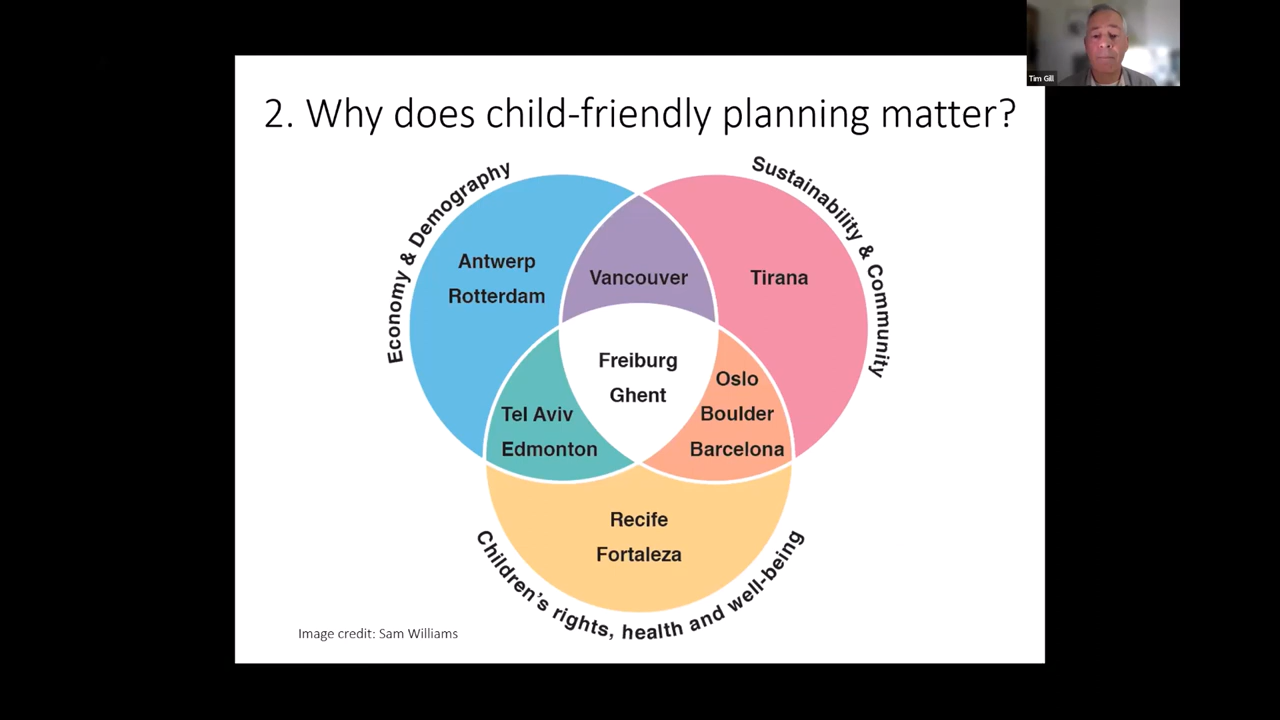 Tim Gill
2. Why does child-friendly planning matter?
Economy & Demography
Sustainability & Community
Antwerp
Rotterdam
Vancouver
Tirana
Freiburg
Ghent
Oslo
Boulder
Barcelona
Tel Aviv
Edmonton
Recife
Fortaleza
Children’s rights, health and well-being
Image credit: Sam Williams